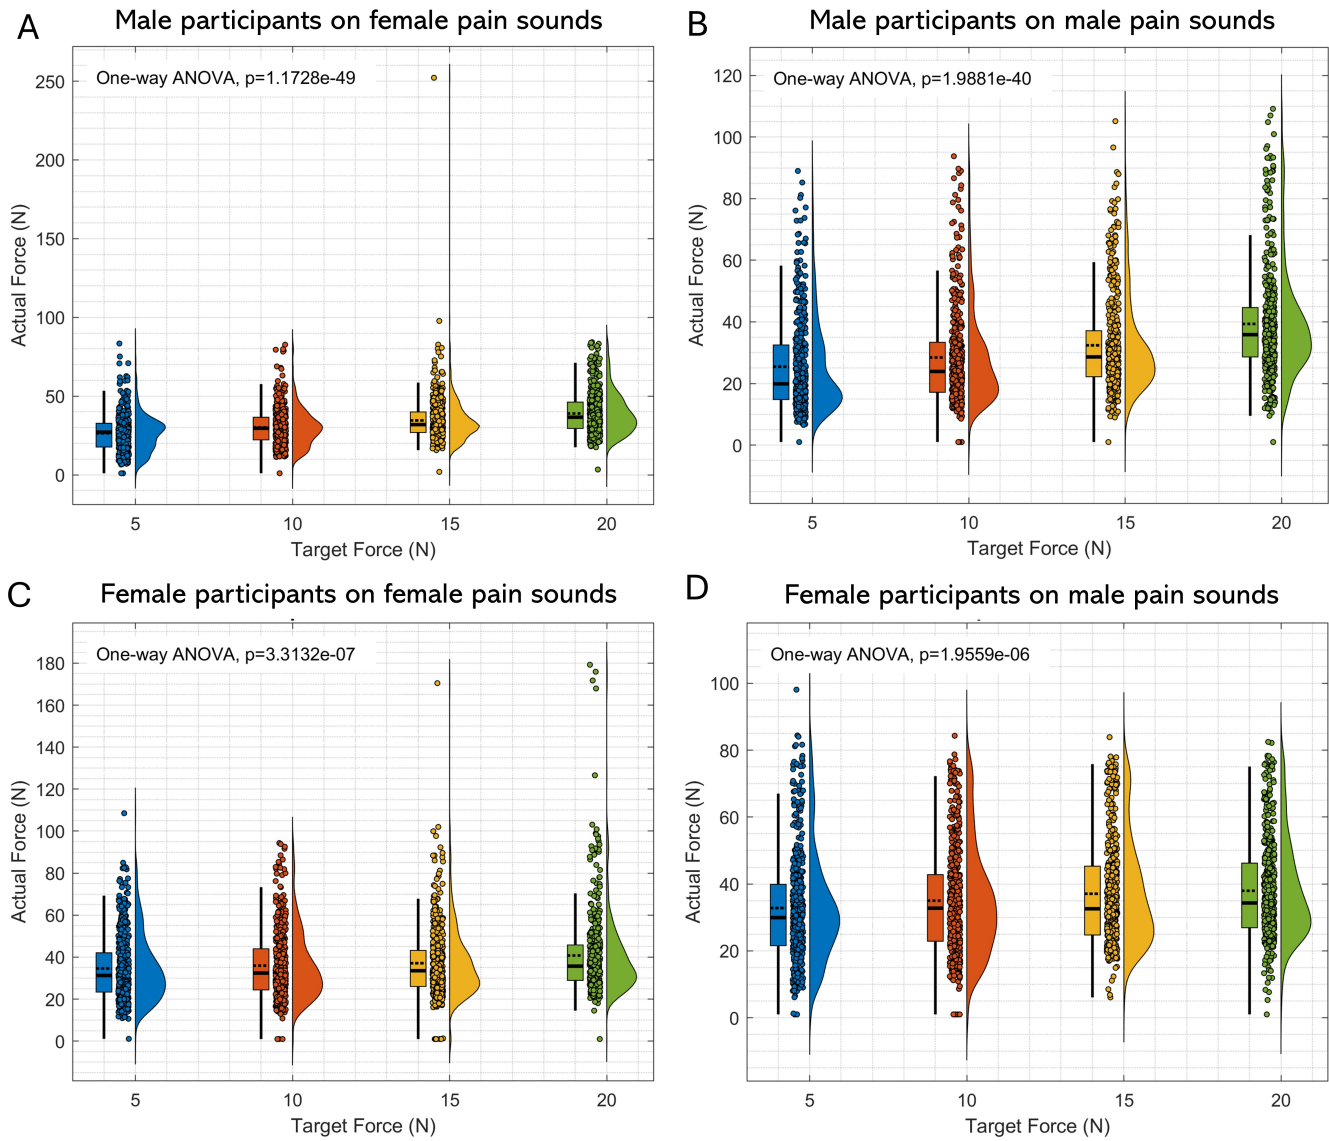 A
Male participants on female pain sounds
One-way ANOVA, p=1.1728e-49
250
200
150
100
50
0
Actual Force (N)
5 10 15 20
Target Force (N)
B
Male participants on male pain sounds
One-way ANOVA, p=1.9881e-40
120
100
80
60
40
20
0
Actual Force (N)
5 10 15 20
Target Force (N)
C
Female participants on female pain sounds
One-way ANOVA, p=3.3132e-07
180
160
140
120
100
80
60
40
20
0
Actual Force (N)
5 10 15 20
Target Force (N)
D
Female participants on male pain sounds
One-way ANOVA, p=1.9559e-06
100
80
60
40
20
0
Actual Force (N)
5 10 15 20
Target Force (N)